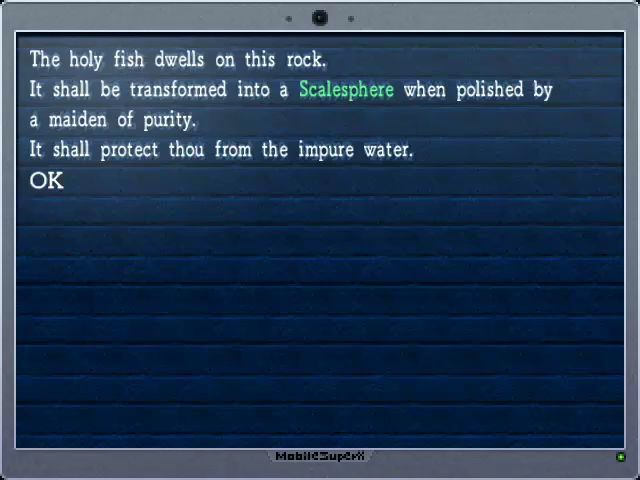 The holy fish dwells on this rock.
It shall be transformed into a Scalesphere when polished by
a maiden of purity.
It shall protect thou from the impure water.
OK
MobileSuperX